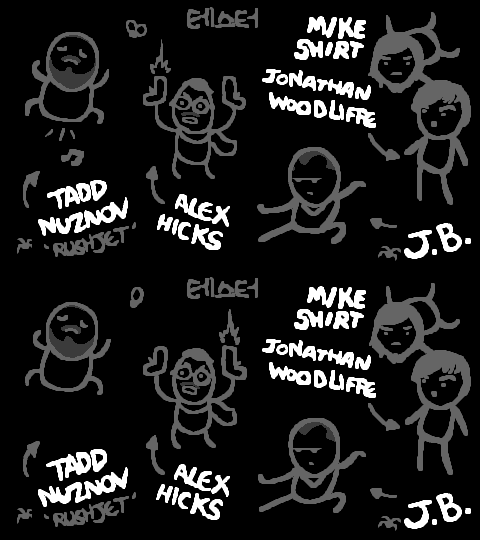 MIKE
SHIRT
JONATHAN
WOODLIFFE
TADD
NUZNOV
'RUSHJET'
ALEX
HICKS
J.B.
MIKE
SHIRT
JONATHAN
WOODLIFFE
TADD
NUZNOV
'RUSHJET'
ALEX
HICKS
J.B.